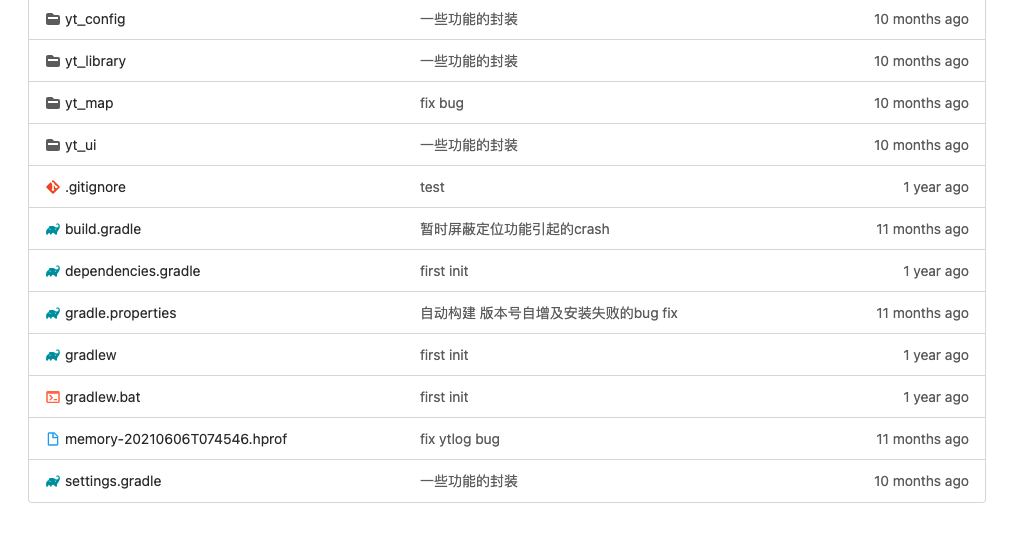 yt_config 一些功能的封装 10 months ago
yt_library 一些功能的封装 10 months ago
yt_map fix bug 10 months ago
yt_ui 一些功能的封装 10 months ago
.gitignore test 1 year ago
build.gradle 暂时屏蔽定位功能引起的crash 11 months ago
dependencies.gradle first init 1 year ago
gradle.properties 自动构建 版本号自增及安装失败的bug fix 11 months ago
gradlew first init 1 year ago
gradlew.bat first init 1 year ago
memory-20210606T074546.hprof fix ytlog bug 11 months ago
settings.gradle 一些功能的封装 10 months ago